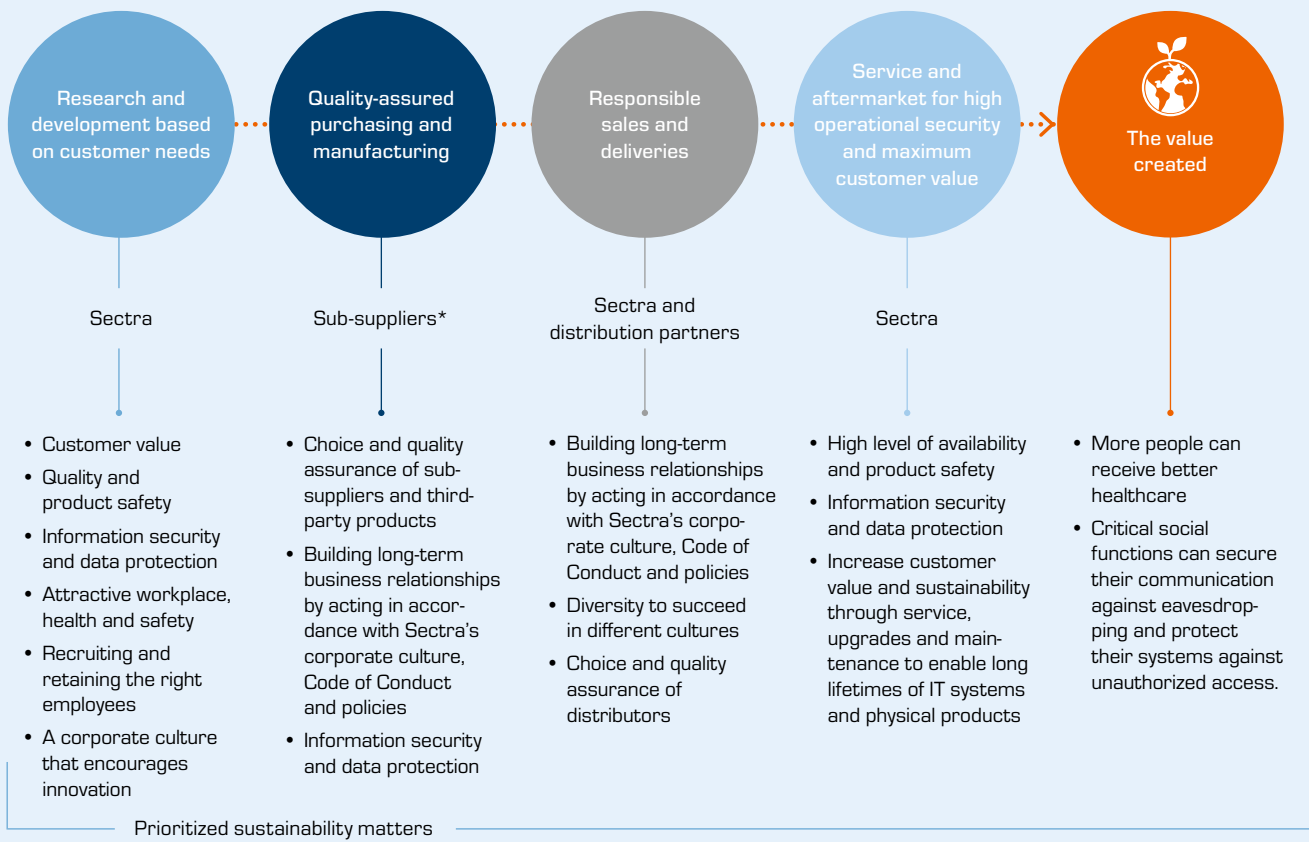 Research and
development based
on customer needs
Quality-assured
purchasing and
manufacturing
Responsible
sales and
deliveries
Service and
aftermarket for high
operational security
and maximum
customer value
The value
created
Sectra
Sub-suppliers*
Sectra and
distribution partners
Sectra
• Customer value
• Quality and
product safety
• Information security
and data protection
• Attractive workplace,
health and safety
• Recruiting and
retaining the right
employees
• A corporate culture
that encourages
innovation
• Choice and quality
assurance of sub-
suppliers and third-
party products
• Building long-term
business relationships
by acting in accor-
dance with Sectra's
corporate culture,
Code of Conduct
and policies
• Information security
and data protection
• Building long-term
business relationships
by acting in accordance
with Sectra's corpo-
rate culture, Code of
Conduct and policies
• Diversity to succeed
in different cultures
• Choice and quality
assurance of
distributors
• High level of availability
and product safety
• Information security
and data protection
• Increase customer
value and sustainability
through service,
upgrades and main-
tenance to enable long
lifetimes of IT systems
and physical products
• More people can
receive better
healthcare
• Critical social
functions can secure
their communication
against eavesdrop-
ping and protect
their systems against
unauthorized access.
Prioritized sustainability matters